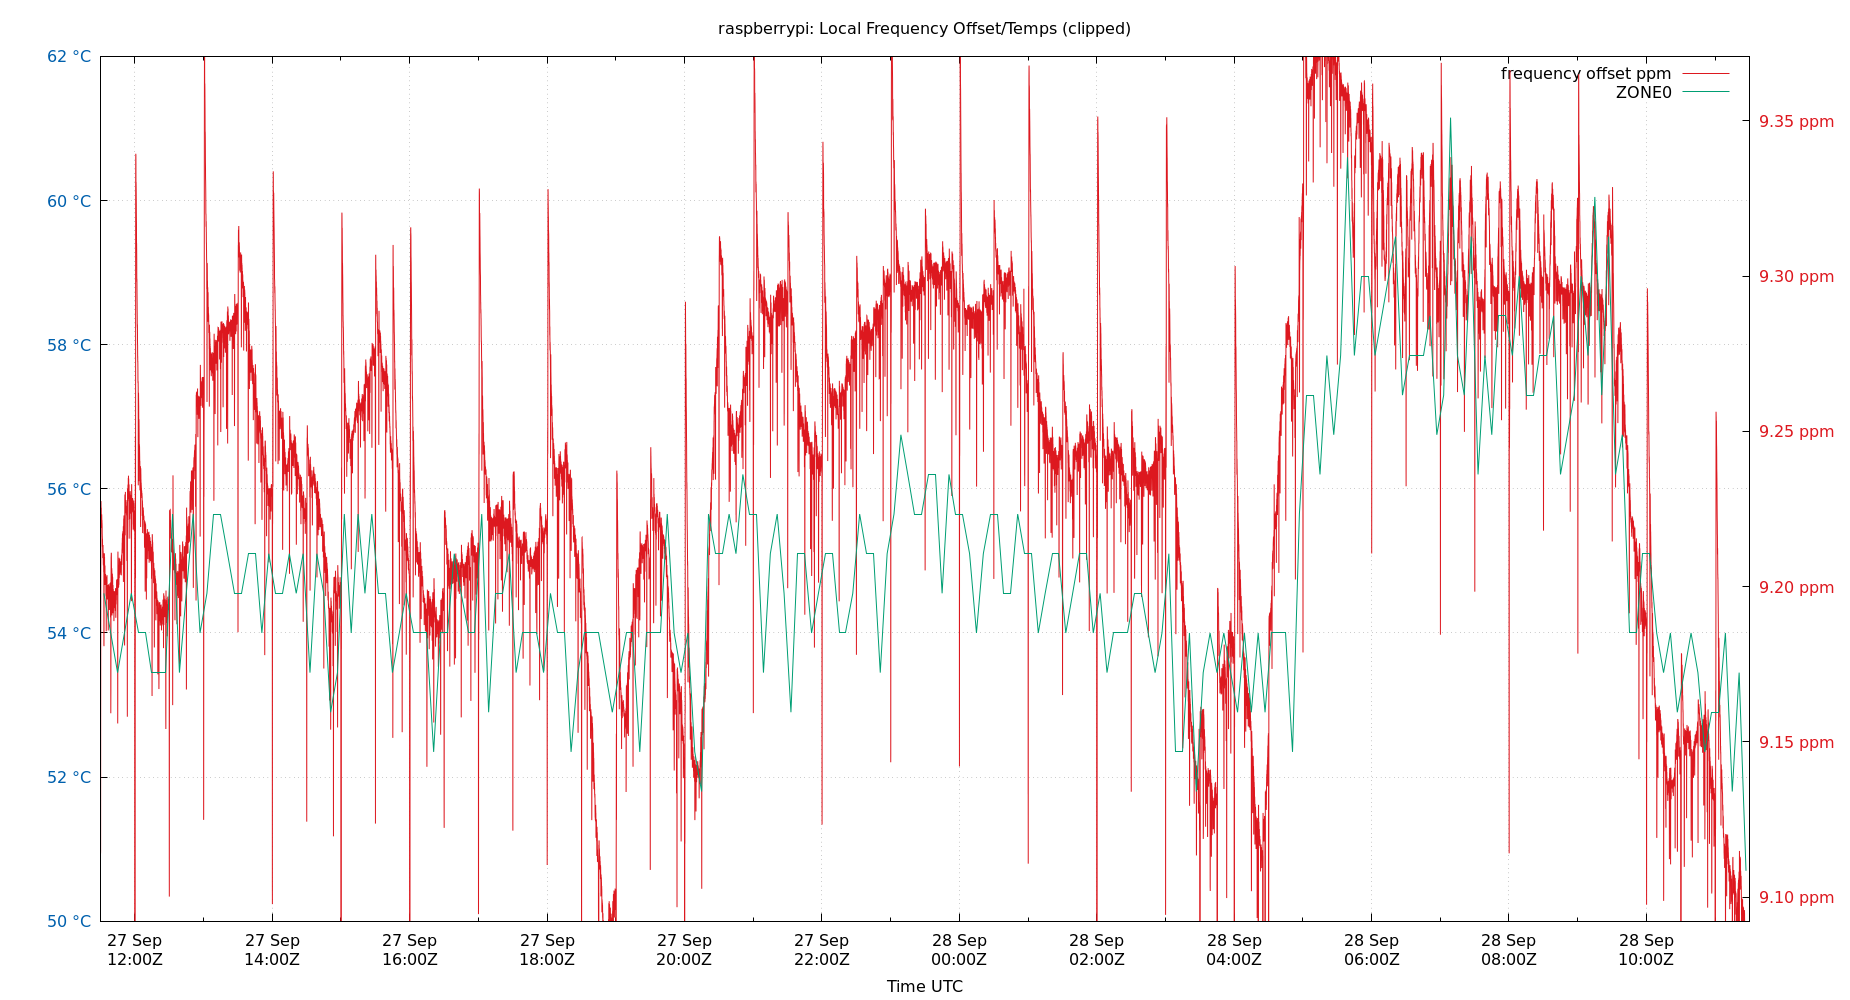 raspberrypi: Local Frequency Offset/Temps (clipped)
62 °C
60 °C
58 °C
56 °C
54 °C
52 °C
50 °C
frequency offset ppm
ZONE0
9.35 ppm
9.30 ppm
9.25 ppm
9.20 ppm
9.15 ppm
9.10 ppm
27 Sep 27 Sep 27 Sep 27 Sep 27 Sep 27 Sep 28 Sep 28 Sep 28 Sep 28 Sep 28 Sep 28 Sep
12:00Z 14:00Z 16:00Z 18:00Z 20:00Z 22:00Z 00:00Z 02:00Z 04:00Z 06:00Z 08:00Z 10:00Z
Time UTC